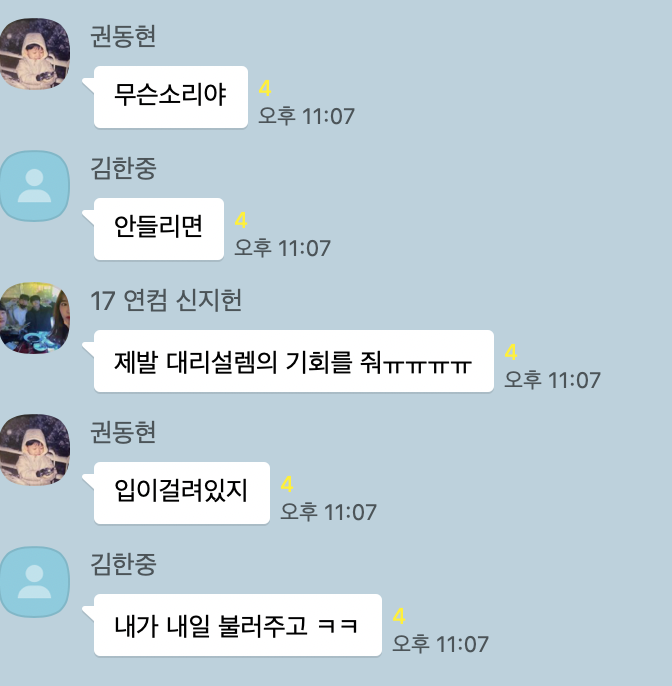 권동현
무슨소리야
4
오후 11:07
김한중
안들리면
4
오후 11:07
17 연컴 신지헌
제발 대리설렘의 기회를 줘ㅠㅠㅠㅠ
4
오후 11:07
권동현
입이걸려있지
4
오후 11:07
김한중
내가 내일 불러주고 ㅋㅋ
4
오후 11:07